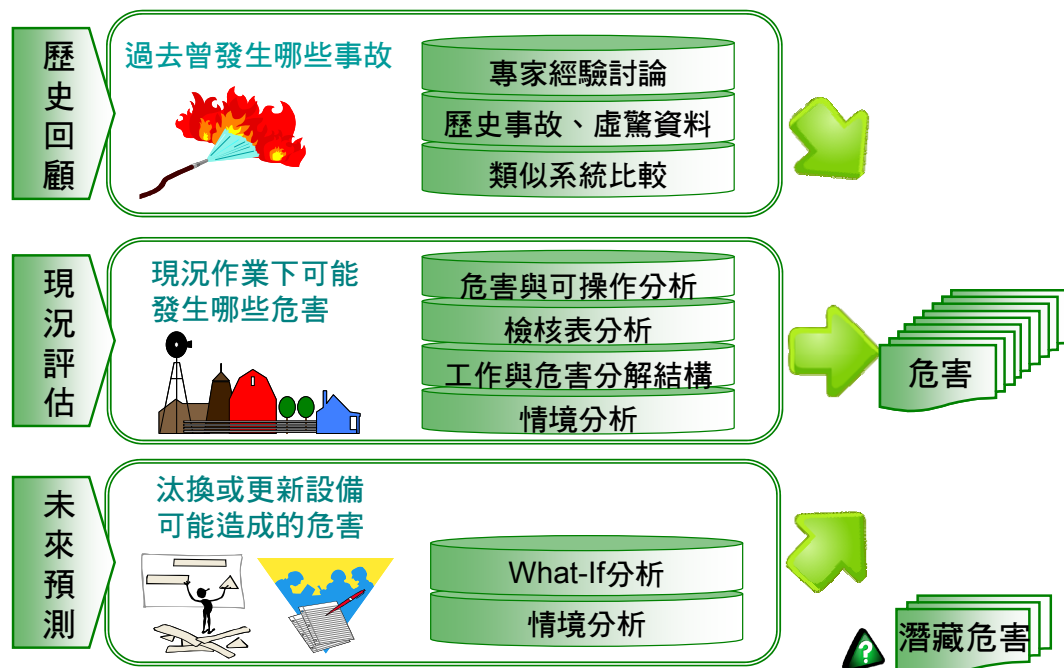 歷史回顧
過去曾發生哪些事故
專家經驗討論
歷史事故、虛驚資料
類似系統比較
現況評估
現況作業下可能
發生哪些危害
危害與可操作分析
檢核表分析
工作與危害分解結構
情境分析
危害
未來預測
汰換或更新設備
可能造成的危害
What-If分析
情境分析
?
潛藏危害